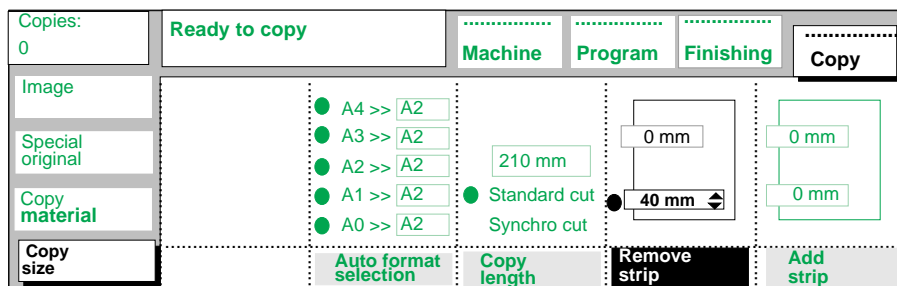 Copies:
0
Ready to copy
Machine
Program
Finishing
Copy
Image
Special
original
Copy
material
Copy
size
A4 >> A2
A3 >> A2
A2 >> A2
A1 >> A2
A0 >> A2
Auto format
selection
210 mm
Standard cut
Synchro cut
Copy
length
0 mm
40 mm
Remove
strip
0 mm
0 mm
Add
strip